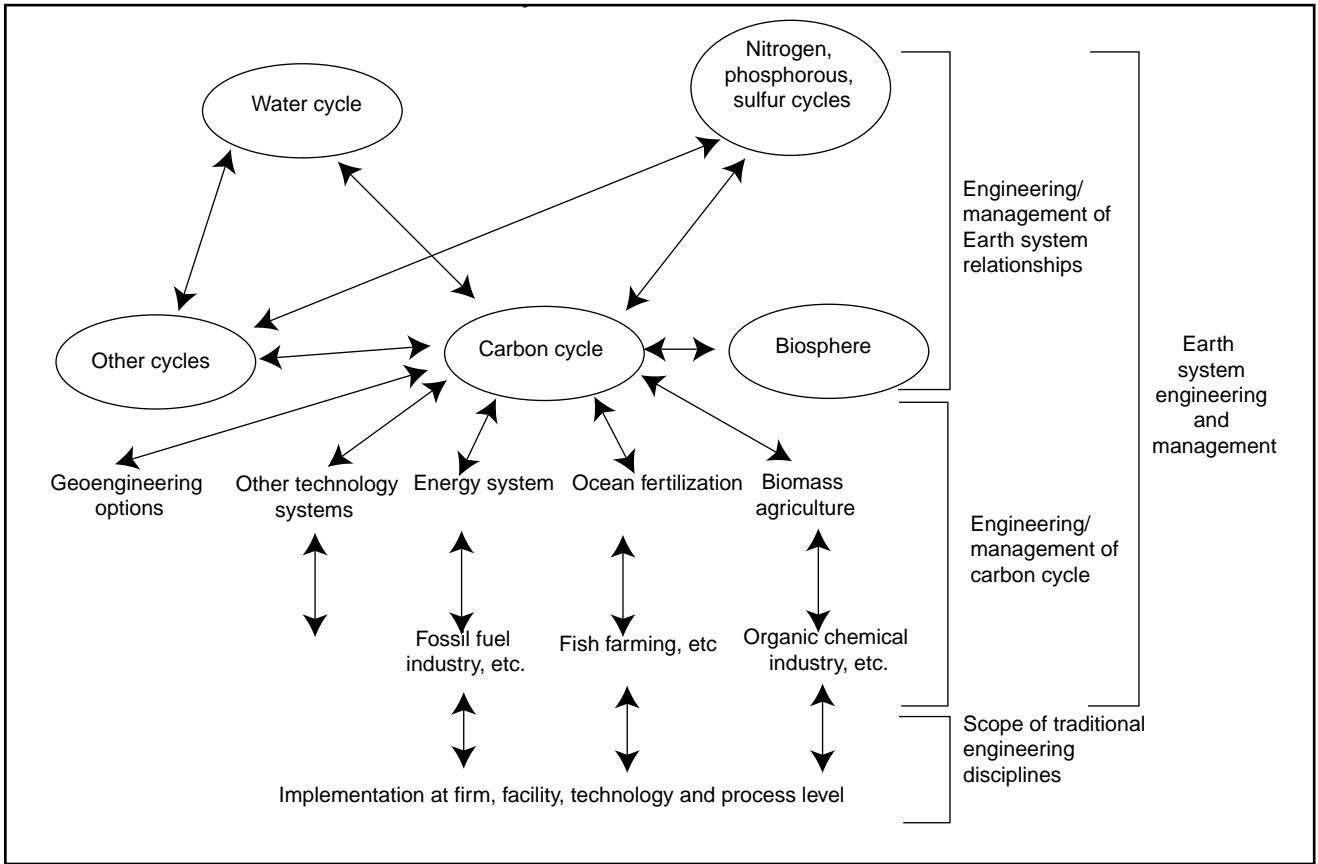 Water cycle
Nitrogen,
phosphorous,
sulfur cycles
Engineering/
management of
Earth system
relationships
Other cycles
Carbon cycle
Biosphere
Earth
system
engineering
and
management
Geoengineering
options
Other technology
systems
Energy system
Ocean fertilization
Biomass
agriculture
Engineering/
management of
carbon cycle
Fossil fuel
industry, etc.
Fish farming, etc
Organic chemical
industry, etc.
Scope of traditional
engineering
disciplines
Implementation at firm, facility, technology and process level